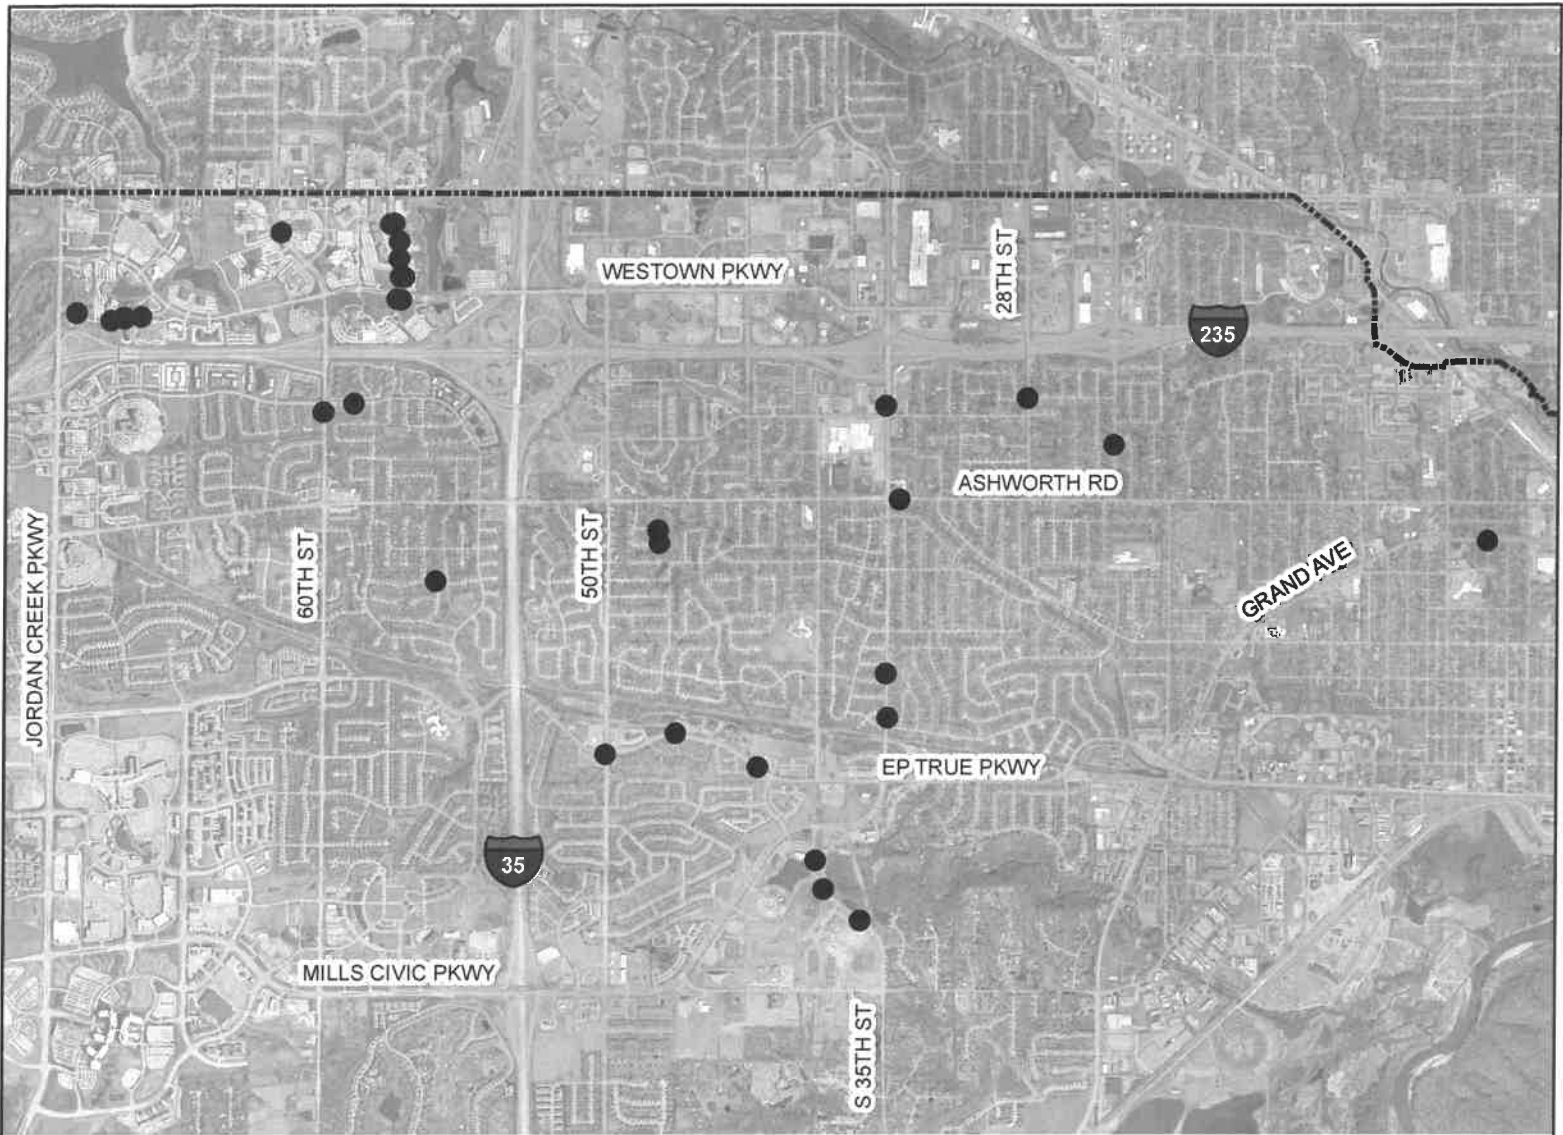 WESTOWN PKWY
28TH ST
235
ASHWORTH RD
JORDAN CREEK PKWY
60TH ST
50TH ST
GRAND AVE
EP TRUE PKWY
35
MILLS CIVIC PKWY
S 35TH ST